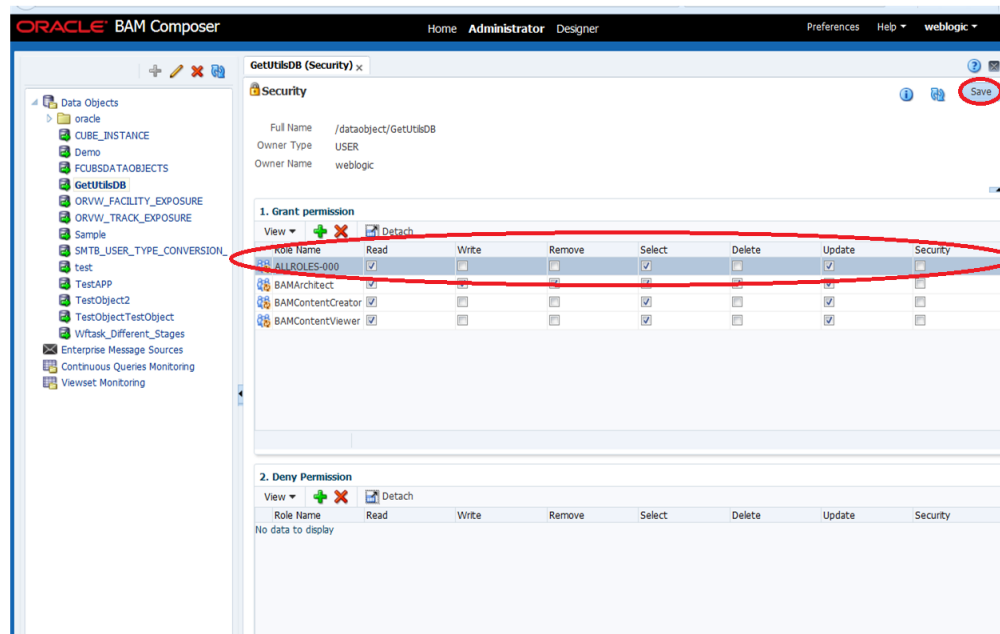 ORACLE BAM Composer Home Administrator Designer Preferences Help weblogic
GetUtilsDB (Security) x
Security Save
Full Name /dataobject/GetUtilsDB
Owner Type USER
Owner Name weblogic
Data Objects
oracle
CUBE_INSTANCE
Demo
FCUBSDATAOBJECTS
GetUtilsDB
ORVW_FACILITY_EXPOSURE
ORVW_TRACK_EXPOSURE
Sample
SMTB_USER_TYPE_CONVERSION_
test
TestAPP
TestObject2
TestObjectTestObject
Wftask_Different_Stages
Enterprise Message Sources
Continuous Queries Monitoring
Viewset Monitoring
1. Grant permission
View Detach
Role Name Read Write Remove Select Delete Update Security
ALLROLES-000
BAMArchitect
BAMContentCreator
BAMContentViewer
2. Deny Permission
View Detach
Role Name Read Write Remove Select Delete Update Security
No data to display